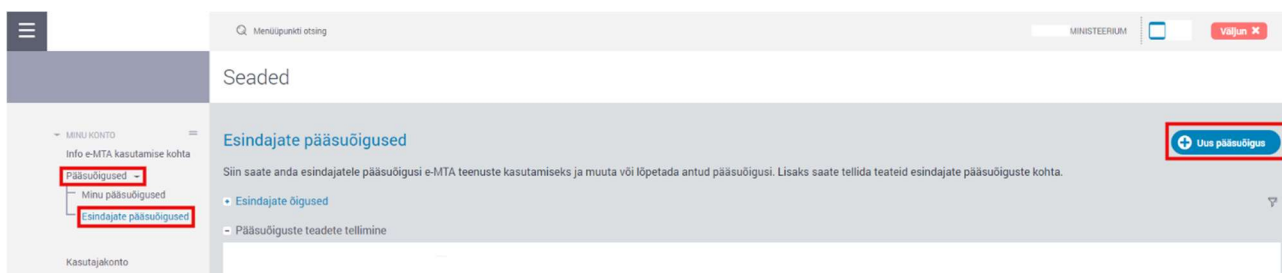 Menüüpunkti otsing
MINISTEERIUM
Väljun ✖
Seaded
MINU KONTO
Info e-MTA kasutamise kohta
Pääsuõigused
Minu pääsuõigused
Esindajate pääsuõigused
Kasutajakonto
Esindajate pääsuõigused
Uus pääsuõigus
Siin saate anda esindajatele pääsuõigusi e-MTA teenuste kasutamiseks ja muuta või lõpetada antud pääsuõigusi. Lisaks saate tellida teateid esindajate pääsuõiguste kohta.
Esindajate õigused
Pääsuõiguste teadete tellimine